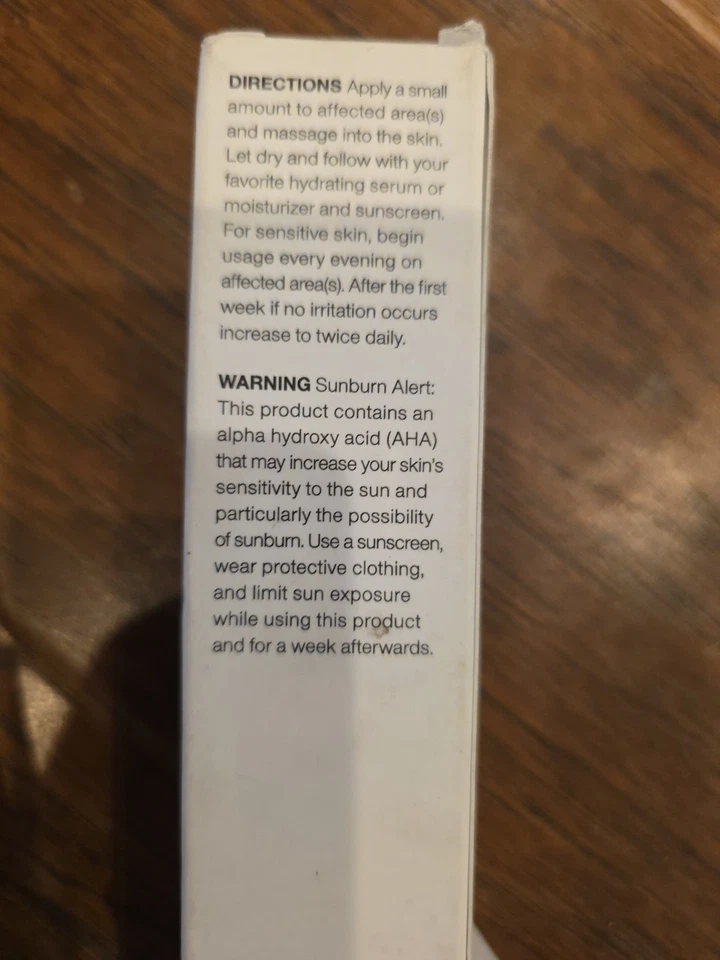 DIRECTIONS Apply a small
amount to affected area(s)
and massage into the skin.
Let dry and follow with your
favorite hydrating serum or
moisturizer and sunscreen.
For sensitive skin, begin
usage every evening on
affected area(s). After the first
week if no irritation occurs
increase to twice daily.
WARNING Sunburn Alert:
This product contains an
alpha hydroxy acid (AHA)
that may increase your skin's
sensitivity to the sun and
particularly the possibility
of sunburn. Use a sunscreen,
wear protective clothing,
and limit sun exposure
while using this product
and for a week afterwards.